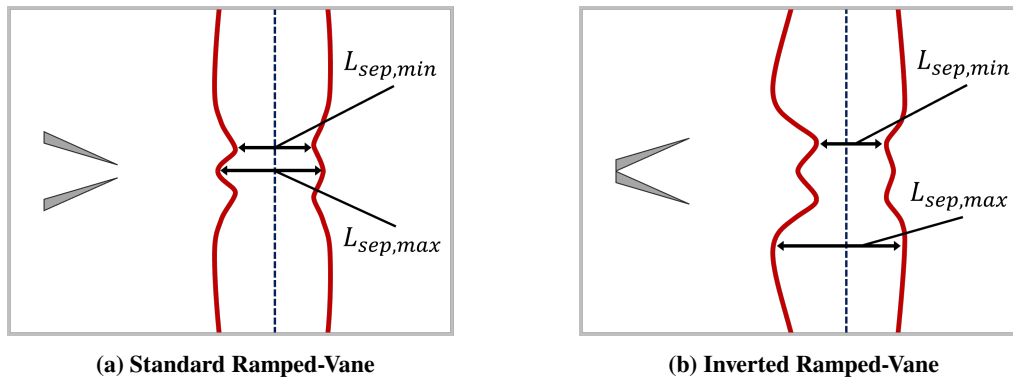 L_{sep,min}
L_{sep,max}
(a) Standard Ramped-Vane
L_{sep,min}
L_{sep,max}
(b) Inverted Ramped-Vane